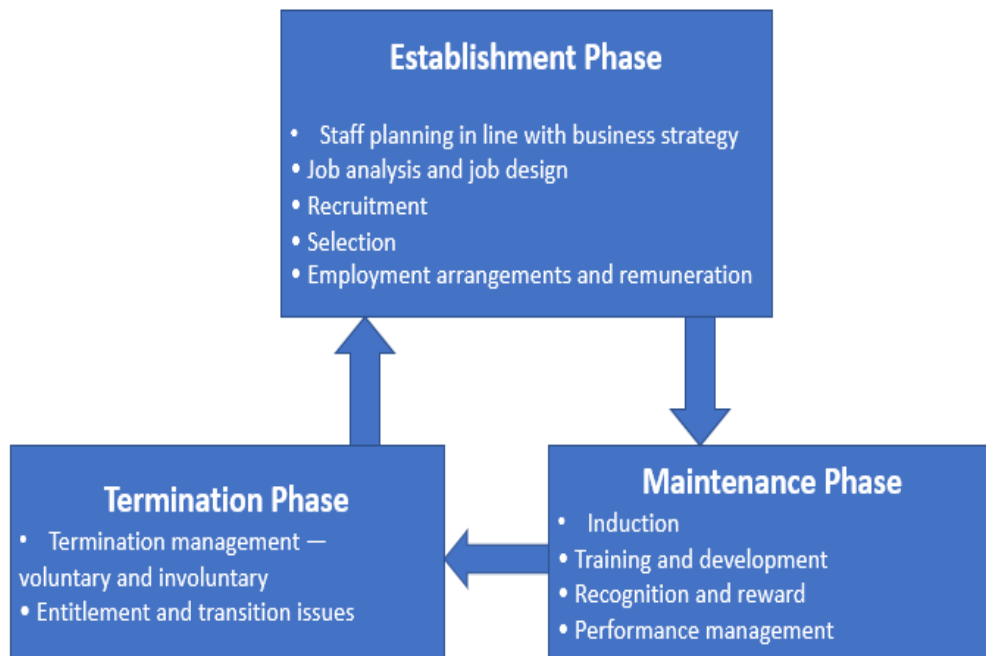 Establishment Phase
• Staff planning in line with business strategy
• Job analysis and job design
• Recruitment
• Selection
• Employment arrangements and remuneration
Termination Phase
• Termination management —
voluntary and involuntary
• Entitlement and transition issues
Maintenance Phase
• Induction
• Training and development
• Recognition and reward
• Performance management